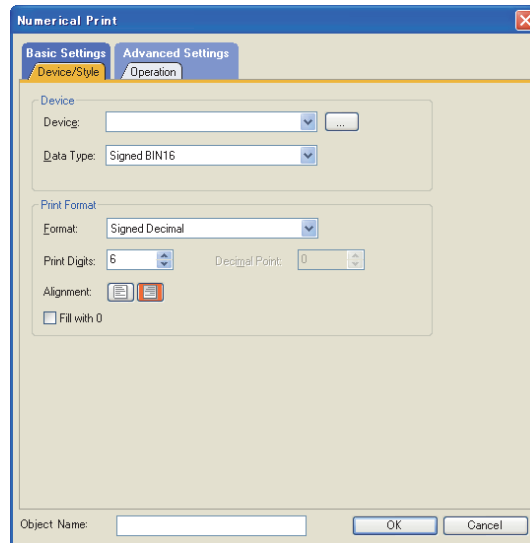 Numerical Print
Basic Settings Advanced Settings
Device/Style Operation
Device
Device:
...
Data Type: Signed BIN16
Print Format
Format: Signed Decimal
Print Digits: 6 Decimal Point: 0
Alignment:
Fill with 0
Object Name: OK Cancel